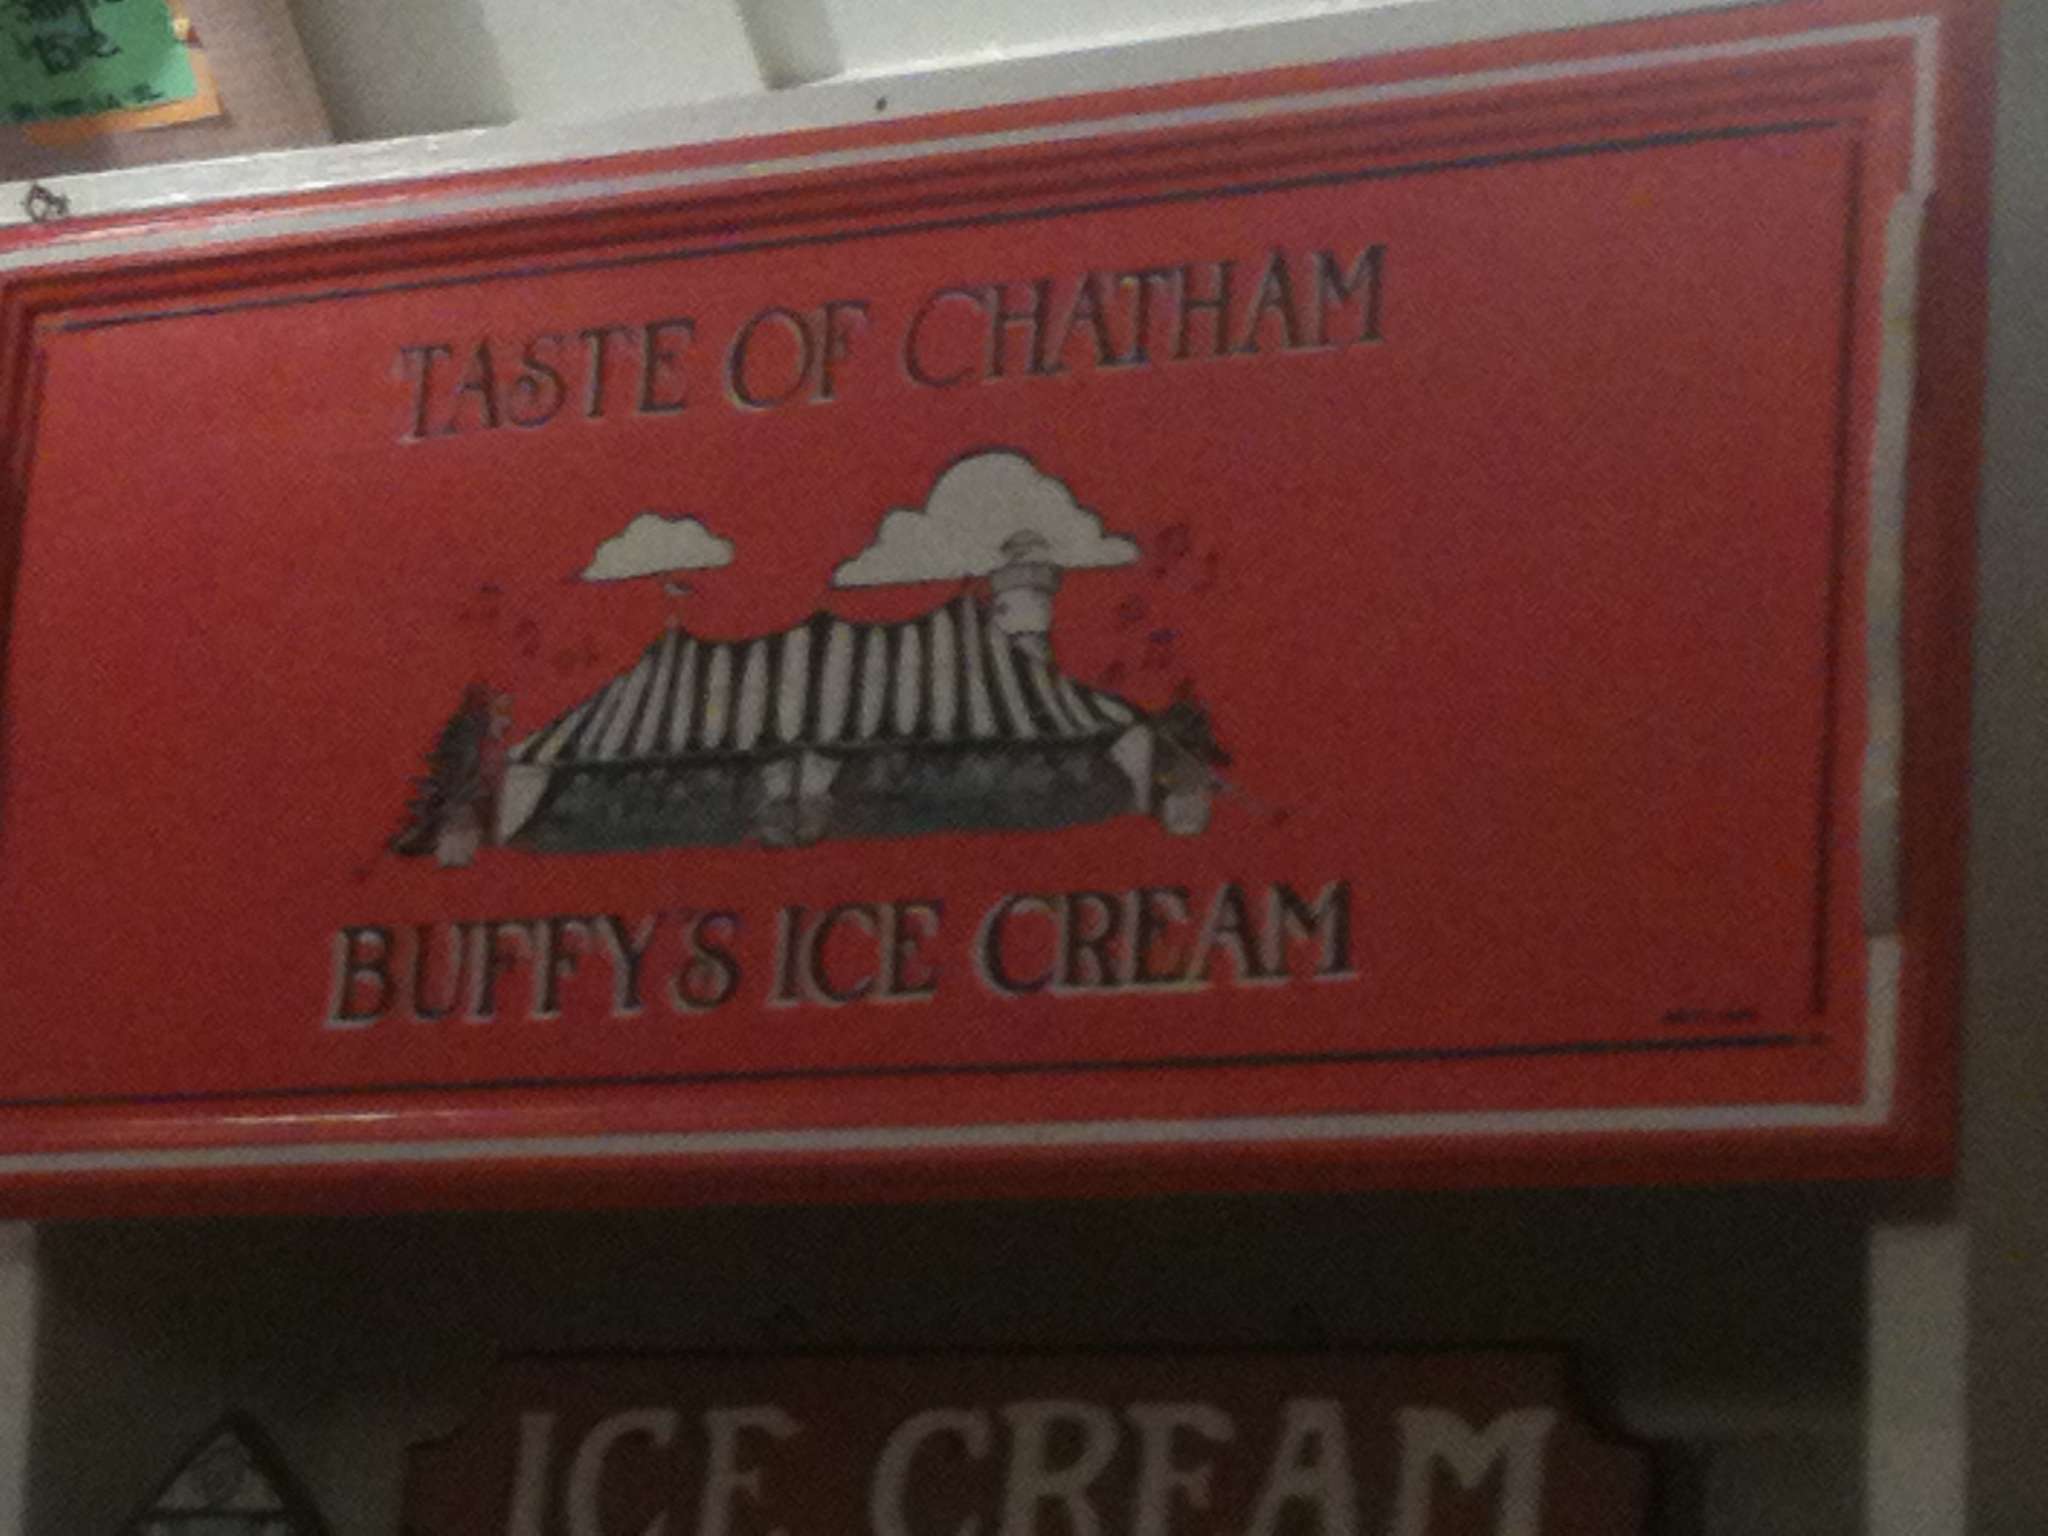 TASTE OF CHATHAM
BUFFY'S ICE CREAM
ICE CREAM